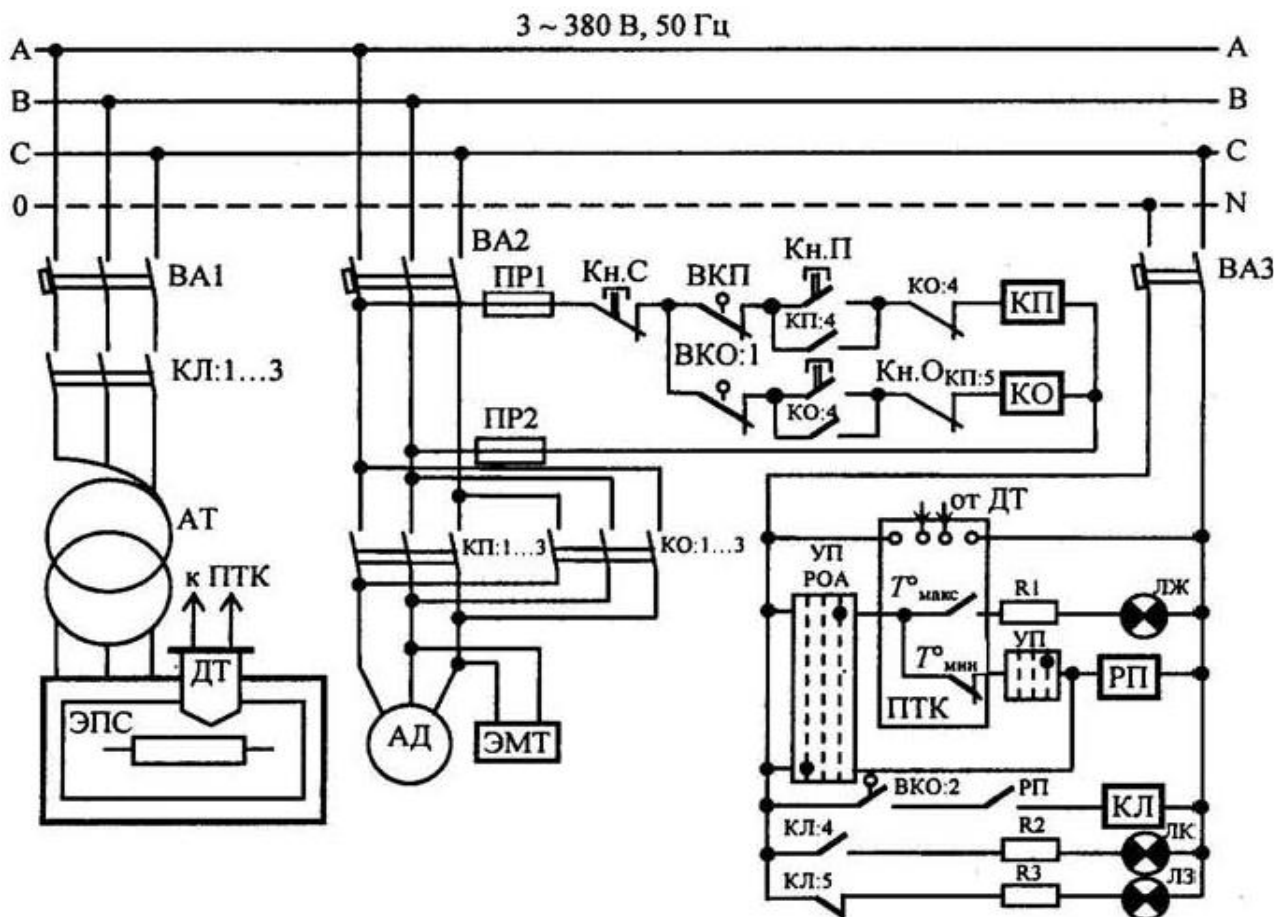 3 ~ 380 В, 50 Гц
A A
B B
C C
0 N
ВА1
ВА2
ПР1
Кн.С
ВКП
Кн.П
КП:4
КО:4
КП
ВА3
КЛ:1...3
ВКО:1
КО:4
Кн.О
КП:5
КО
ПР2
АТ
КП:1...3
КО:1...3
от ДТ
УП
РОА
T°макс
R1
ЛЖ
к ПТК
ДТ
T°мин
УП
РП
ПТК
ЭПС
АД
ЭМТ
ВКО:2
РП
КЛ
КЛ:4
R2
ЛК
КЛ:5
R3
ЛЗ